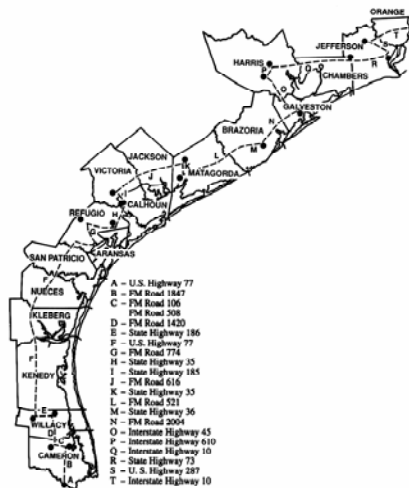 ORANGE
T
JEFFERSON
S
HARRIS
P
Q
R
CHAMBERS
O
GALVESTON
BRAZORIA
N
M
JACKSON
L
VICTORIA
J
K
MATAGORDA
I
CALHOUN
REFUGIO
H
G
ARANSAS
SAN PATRICIO
F
NUECES
KLEBERG
F
KENEDY
E
WILLACY
D
C
CAMERON
B
A
A – U.S. Highway 77
B – FM Road 1847
C – FM Road 106
FM Road 508
D – FM Road 1420
E – State Highway 186
F – U.S. Highway 77
G – FM Road 774
H – State Highway 35
I – State Highway 185
J – FM Road 616
K – State Highway 35
L – FM Road 521
M – State Highway 36
N – FM Road 2004
O – Interstate Highway 45
P – Interstate Highway 610
Q – Interstate Highway 10
R – State Highway 73
S – U.S. Highway 287
T – Interstate Highway 10